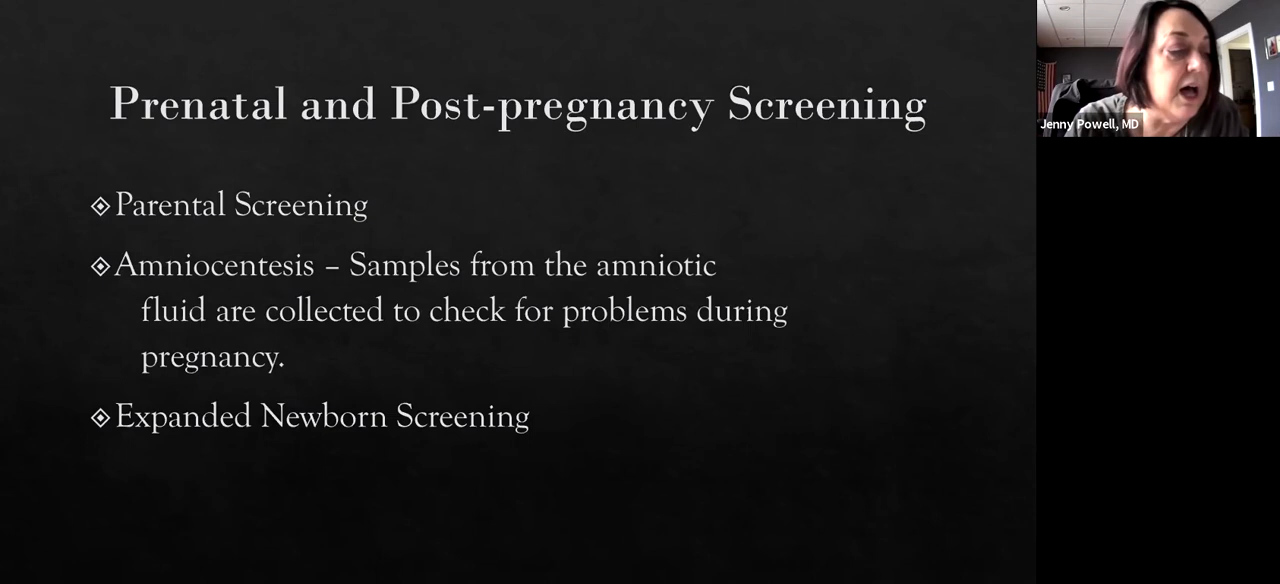 Prenatal and Post-pregnancy Screening
Parental Screening
Amniocentesis – Samples from the amniotic
fluid are collected to check for problems during
pregnancy.
Expanded Newborn Screening
Jenny Powell, MD